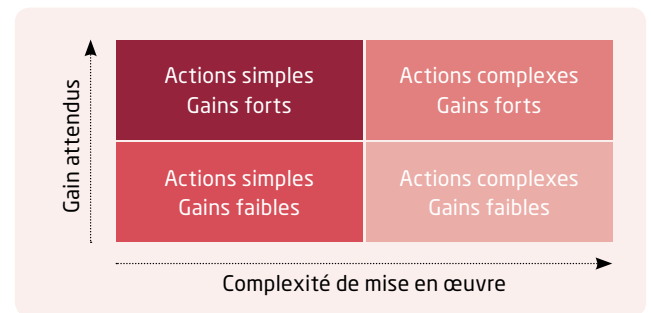 Gain attendus
Actions simples
Gains forts
Actions complexes
Gains forts
Actions simples
Gains faibles
Actions complexes
Gains faibles
Complexité de mise en œuvre